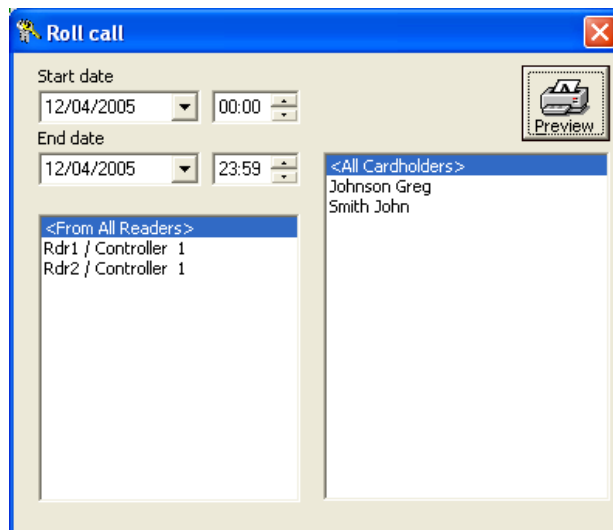 Roll call
Start date
12/04/2005 00:00
Preview
End date
12/04/2005 23:59
<All Cardholders>
Johnson Greg
Smith John
<From All Readers>
Rdr1 / Controller 1
Rdr2 / Controller 1